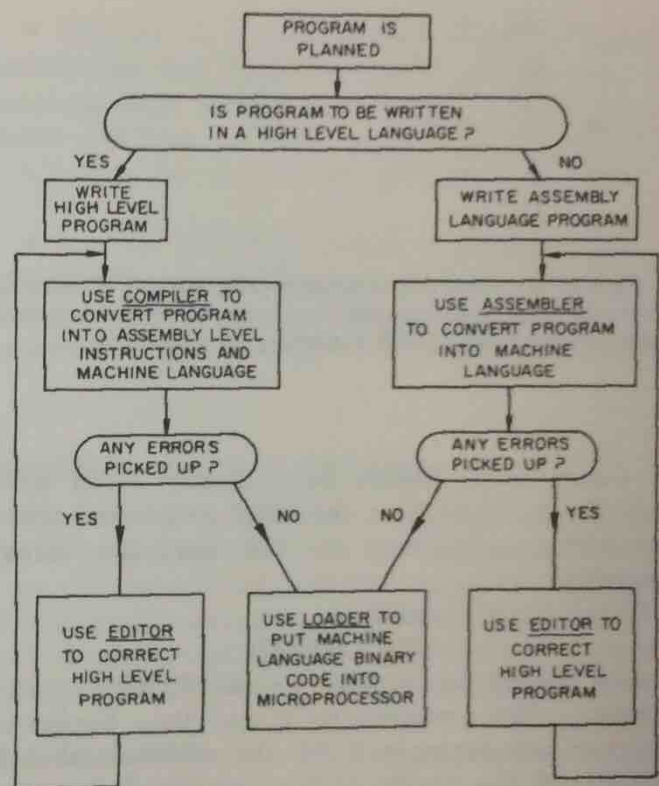 PROGRAM IS
PLANNED
IS PROGRAM TO BE WRITTEN
IN A HIGH LEVEL LANGUAGE ?
YES
NO
WRITE
HIGH LEVEL
PROGRAM
WRITE ASSEMBLY
LANGUAGE PROGRAM
USE COMPILER TO
CONVERT PROGRAM
INTO ASSEMBLY LEVEL
INSTRUCTIONS AND
MACHINE LANGUAGE
USE ASSEMBLER
TO CONVERT PROGRAM
INTO MACHINE
LANGUAGE
ANY ERRORS
PICKED UP ?
ANY ERRORS
PICKED UP ?
YES
NO
NO
YES
USE EDITOR
TO CORRECT
HIGH LEVEL
PROGRAM
USE LOADER TO
PUT MACHINE
LANGUAGE BINARY
CODE INTO
MICROPROCESSOR
USE EDITOR TO
CORRECT
HIGH LEVEL
PROGRAM